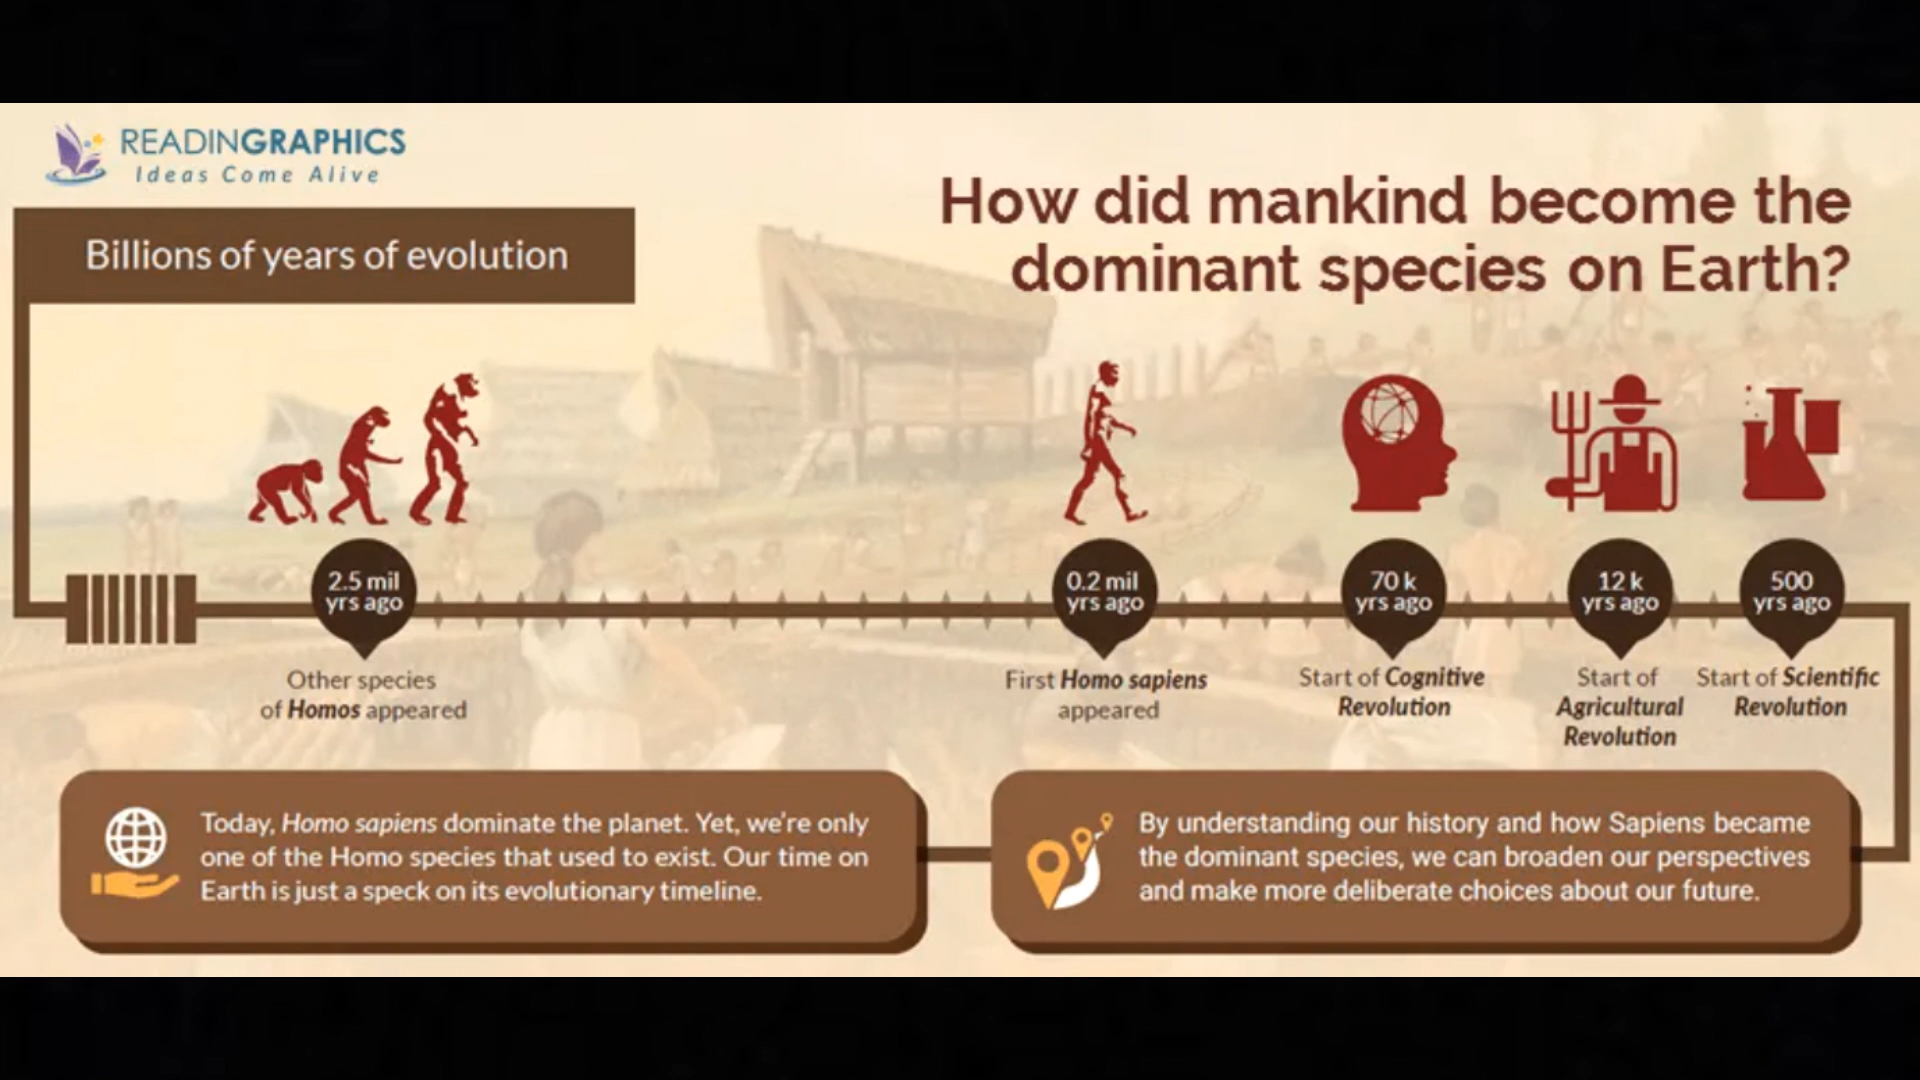 READINGRAPHICS
Ideas Come Alive
How did mankind become the
dominant species on Earth?
Billions of years of evolution
2.5 mil
yrs ago
0.2 mil
yrs ago
70 k
yrs ago
12 k
yrs ago
500
yrs ago
Other species
of Homos appeared
First Homo sapiens
appeared
Start of Cognitive
Revolution
Start of
Agricultural
Revolution
Start of Scientific
Revolution
Today, Homo sapiens dominate the planet. Yet, we're only
one of the Homo species that used to exist. Our time on
Earth is just a speck on its evolutionary timeline.
By understanding our history and how Sapiens became
the dominant species, we can broaden our perspectives
and make more deliberate choices about our future.